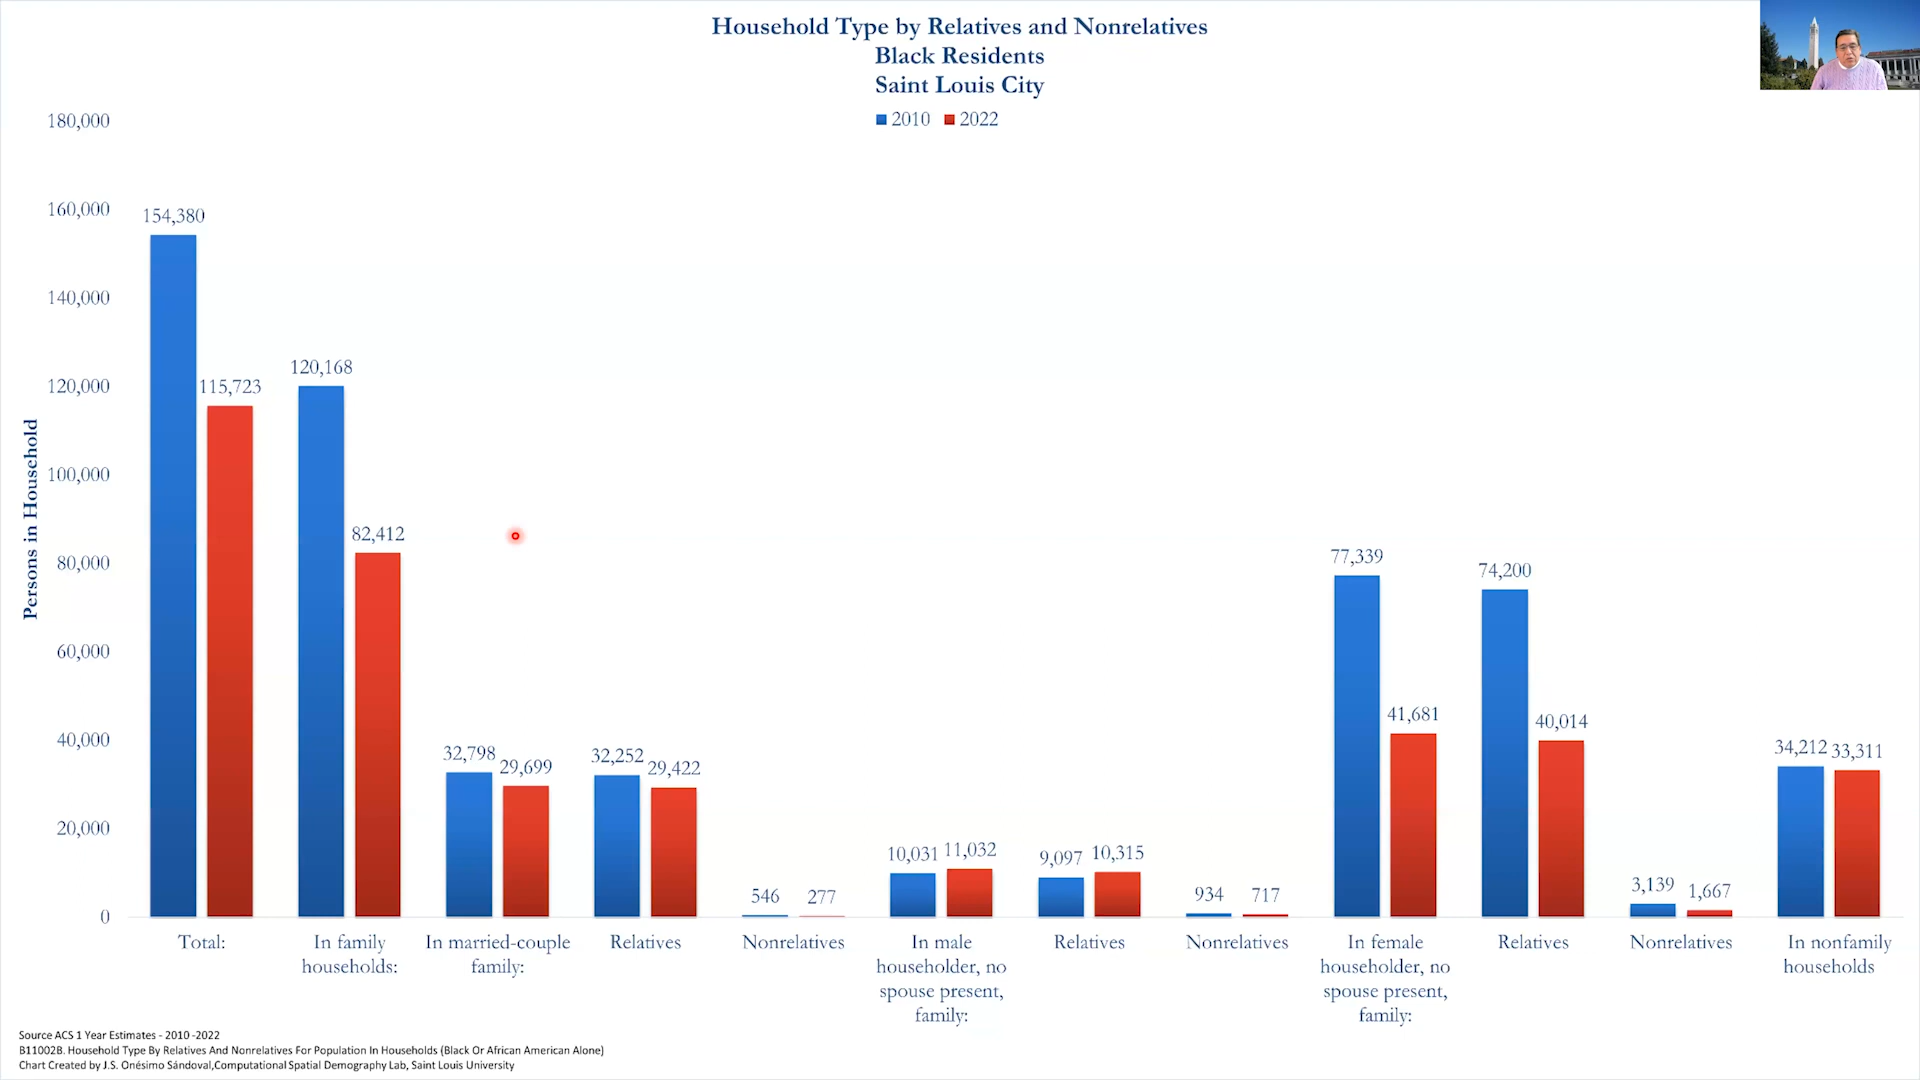 Household Type by Relatives and Nonrelatives
Black Residents
Saint Louis City
2010 2022
180,000
160,000
140,000
120,000
100,000
80,000
60,000
40,000
20,000
0
Persons in Household
154,380
115,723
120,168
82,412
32,798
29,699
32,252
29,422
546
277
10,031
11,032
9,097
10,315
934
717
77,339
41,681
74,200
40,014
3,139
1,667
34,212
33,311
Total:
In family
households:
In married-couple
family:
Relatives
Nonrelatives
In male
householder, no
spouse present,
family:
Relatives
Nonrelatives
In female
householder, no
spouse present,
family:
Relatives
Nonrelatives
In nonfamily
households
Source ACS 1 Year Estimates - 2010 -2022
B11002B. Household Type By Relatives And Nonrelatives For Population In Households (Black Or African American Alone)
Chart Created by J.S. Onésimo Sándoval,Computational Spatial Demography Lab, Saint Louis University